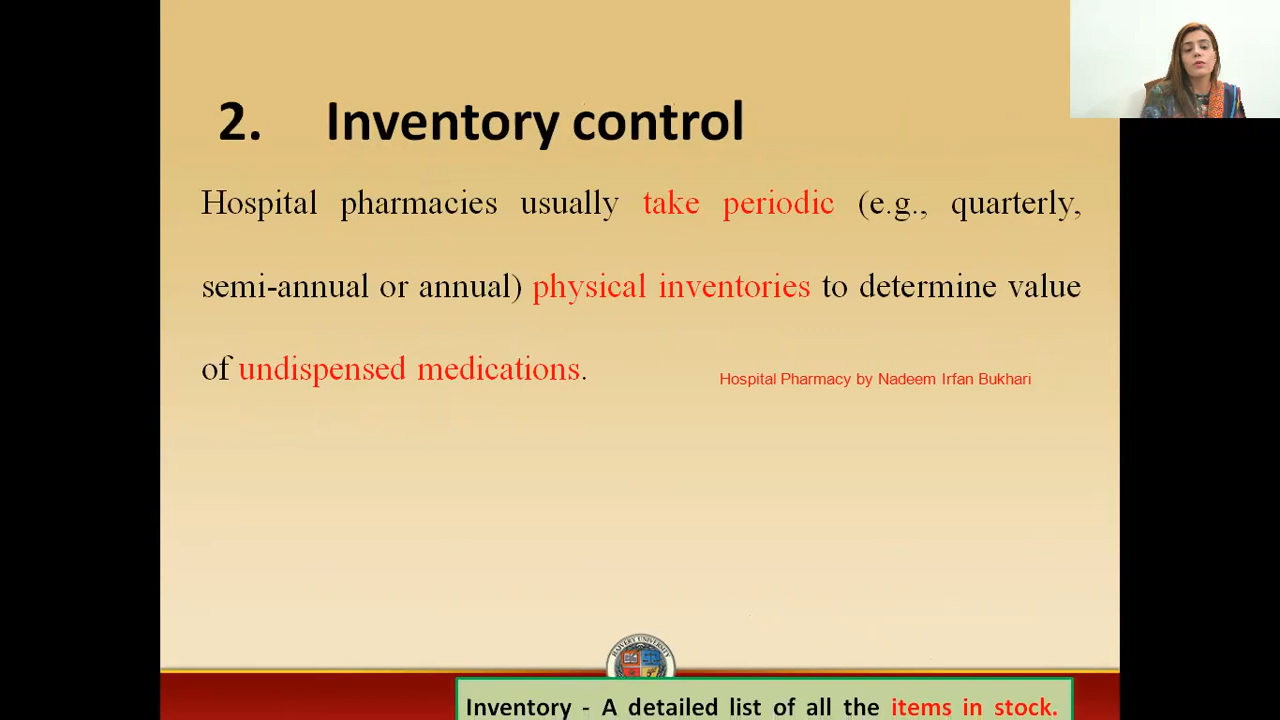 2. Inventory control
Hospital pharmacies usually take periodic (e.g., quarterly,
semi-annual or annual) physical inventories to determine value
of undispensed medications.
Hospital Pharmacy by Nadeem Irfan Bukhari
Inventory - A detailed list of all the items in stock.